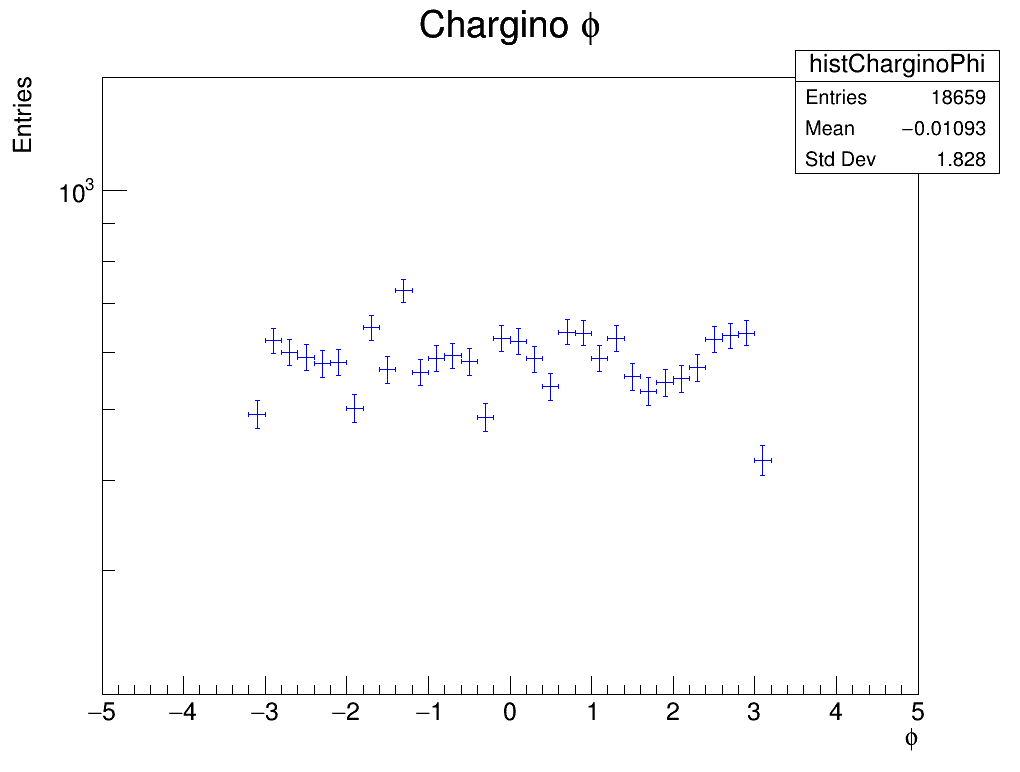 Chargino ϕ
histCharginoPhi
Entries 18659
Mean −0.01093
Std Dev 1.828
Entries
10³
−5 −4 −3 −2 −1 0 1 2 3 4 5
ϕ